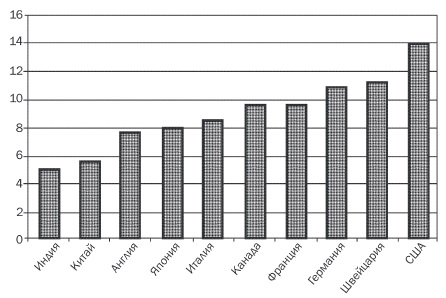 16
14
12
10
8
6
4
2
0
Индия
Китай
Англия
Япония
Италия
Канада
Франция
Германия
Швейцария
США